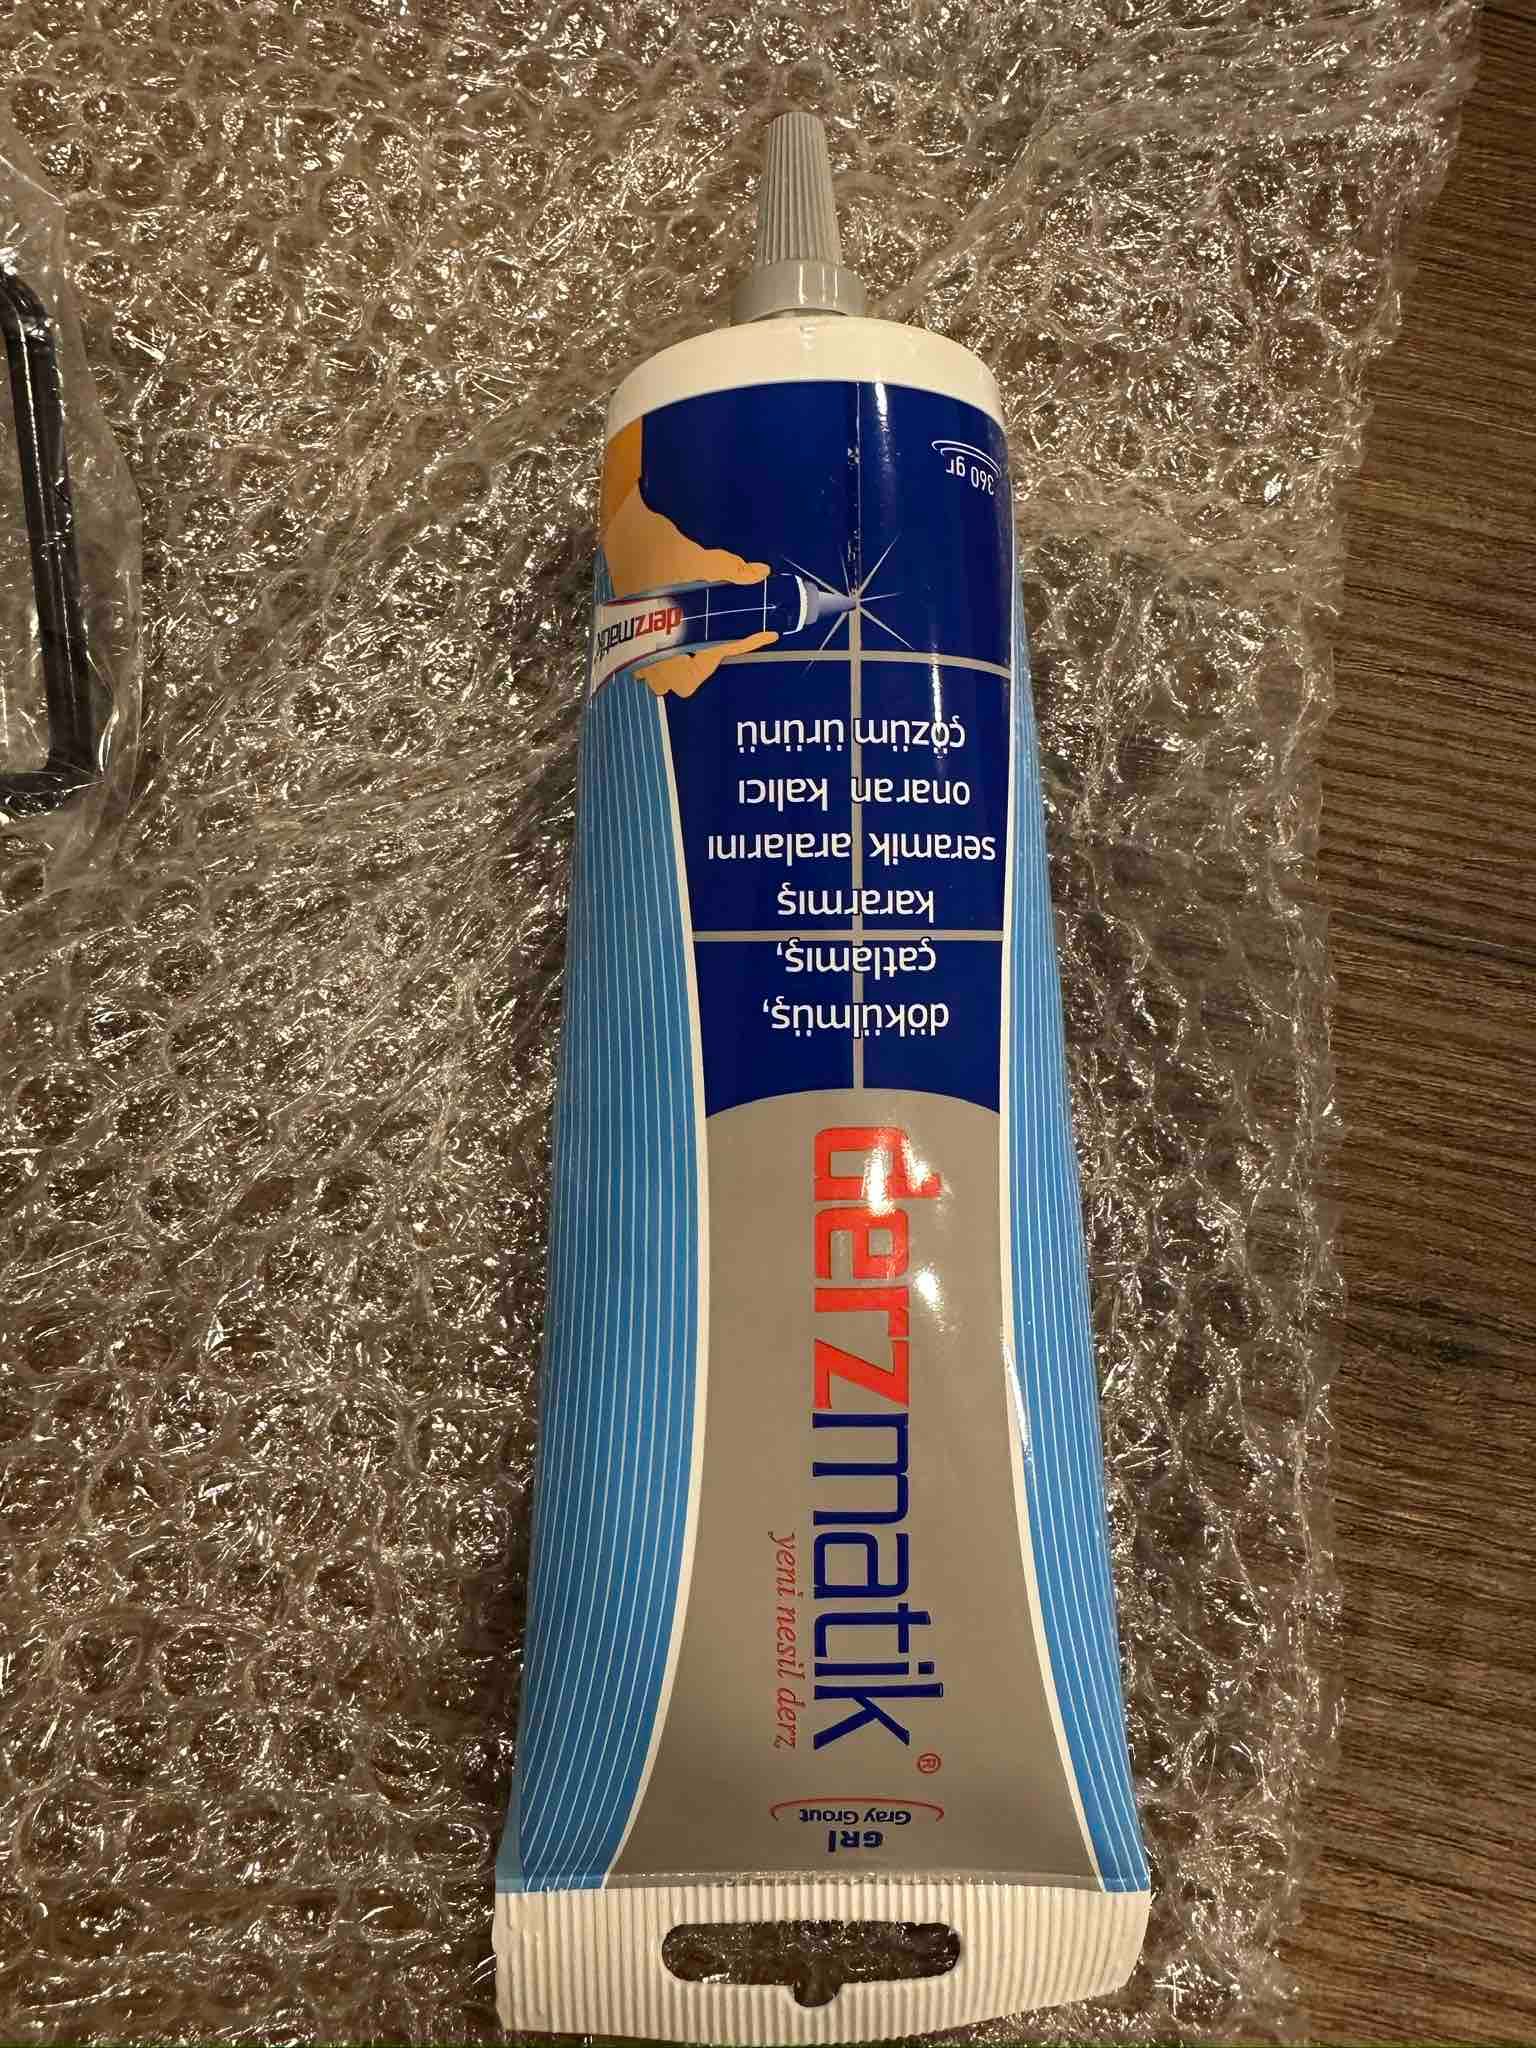 GRİ
Gray Grout
derzmatik®
yeni nesil derz
dökülmüş,
çatlamış,
kararmış
seramik aralarını
onaran kalıcı
çözüm ürünü
derzmatik
360 gr